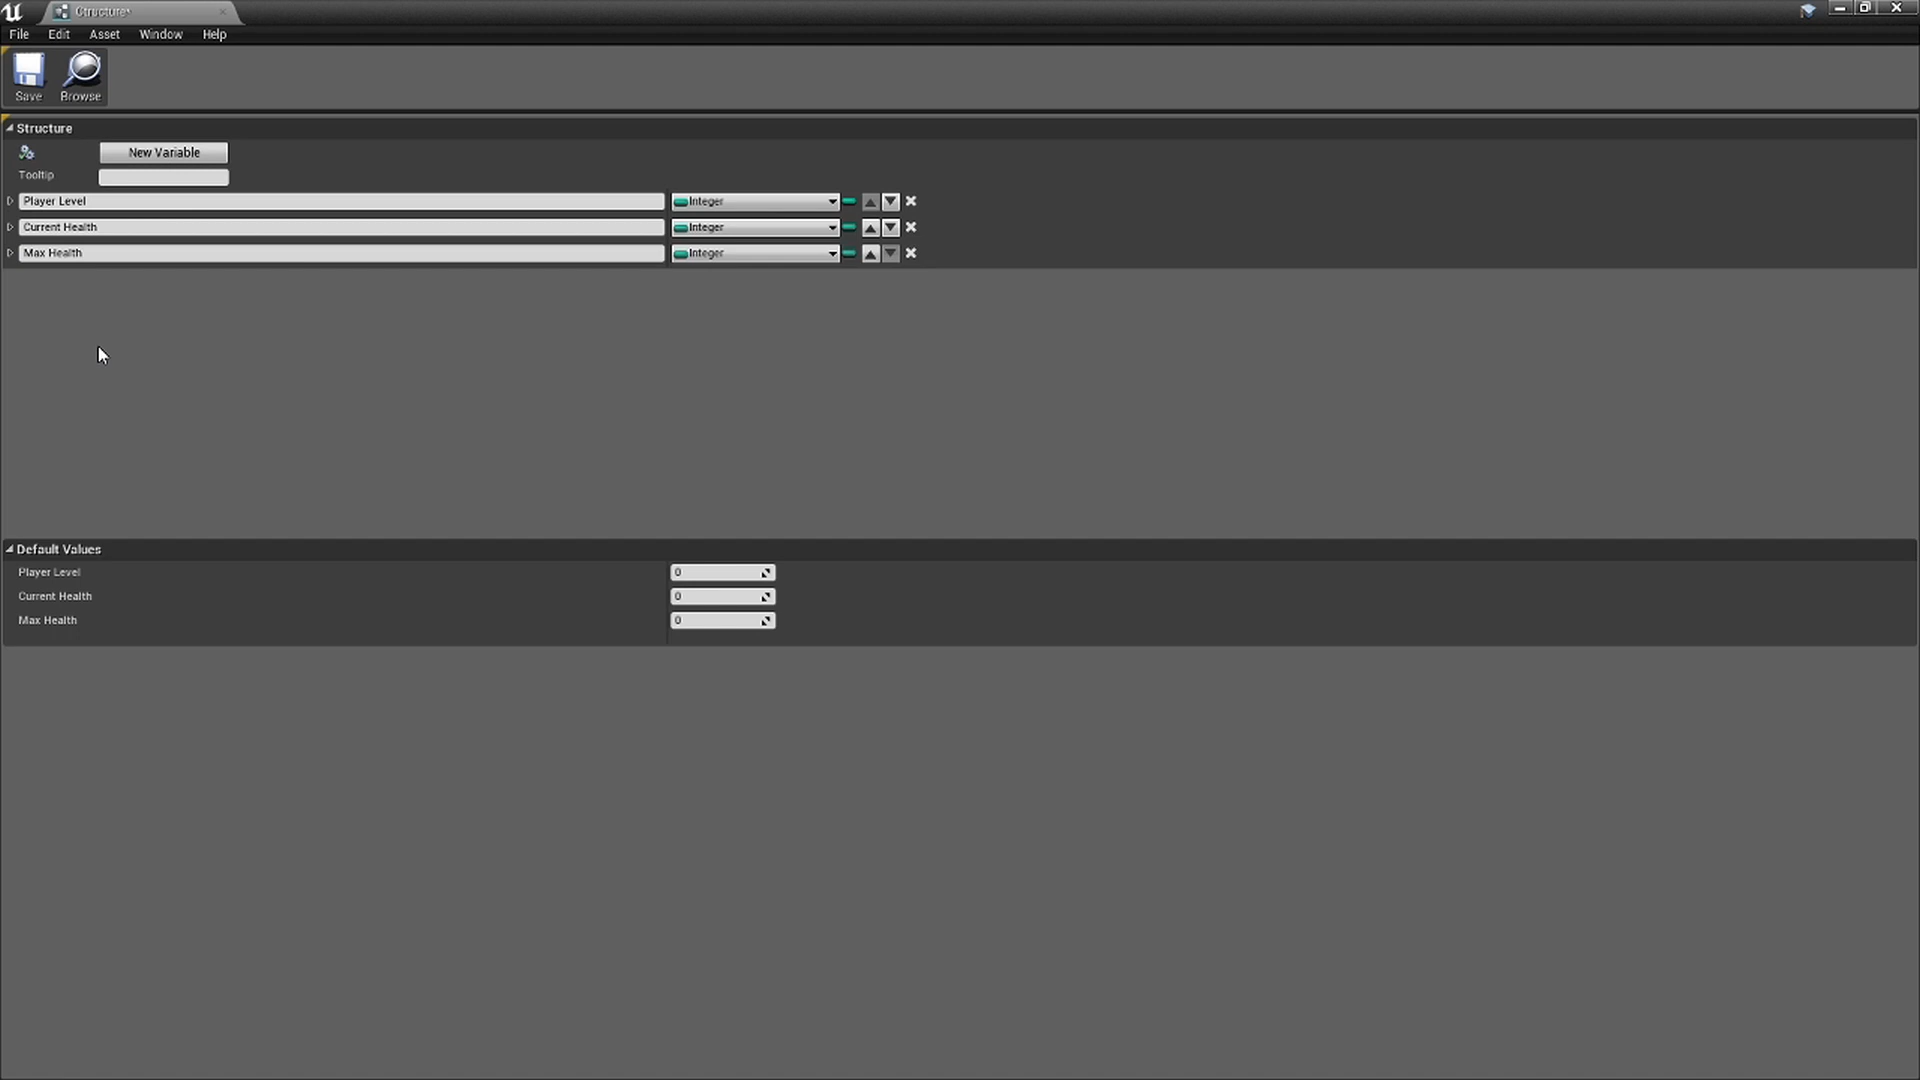 Structure*
File Edit Asset Window Help
Save Browse
Structure
New Variable
Tooltip
Player Level Integer
Current Health Integer
Max Health Integer
Default Values
Player Level 0
Current Health 0
Max Health 0